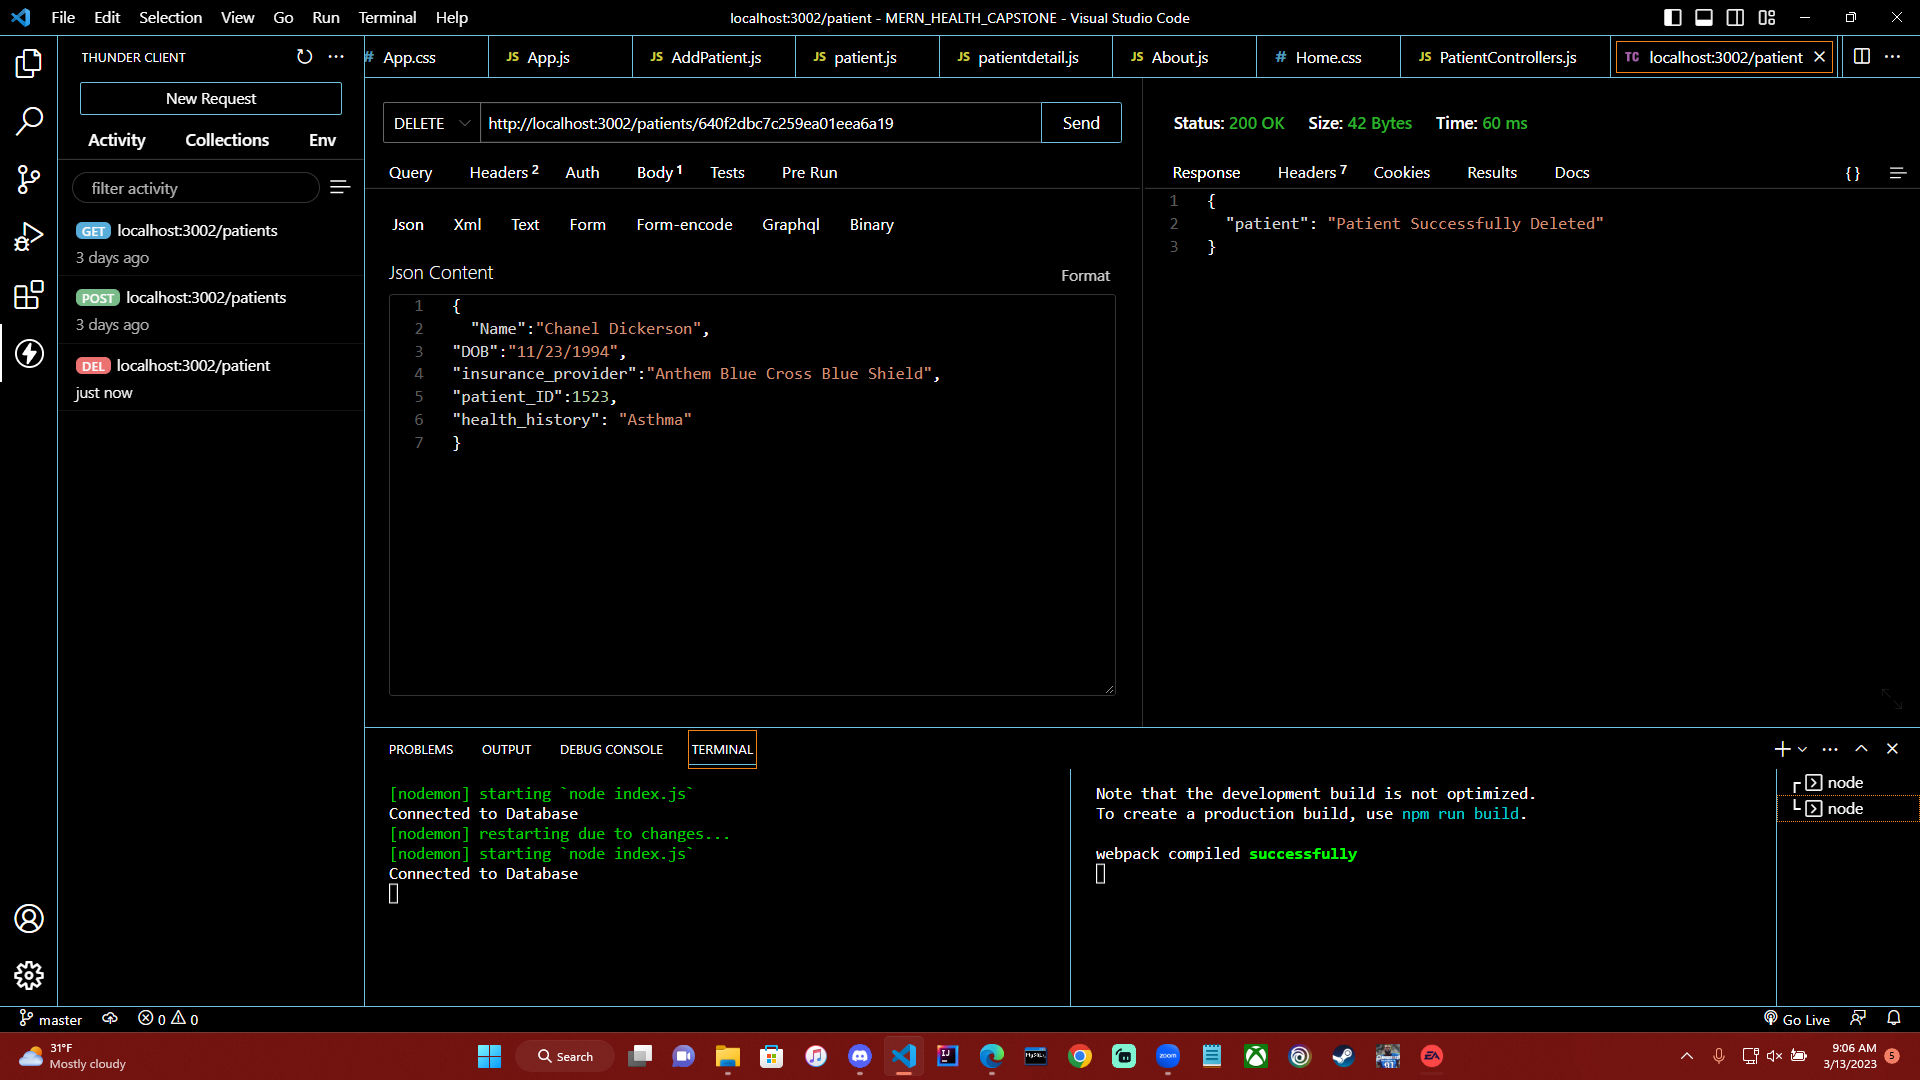 File Edit Selection View Go Run Terminal Help
localhost:3002/patient - MERN_HEALTH_CAPSTONE - Visual Studio Code
THUNDER CLIENT
New Request
Activity Collections Env
filter activity
GET localhost:3002/patients
3 days ago
POST localhost:3002/patients
3 days ago
DEL localhost:3002/patient
just now
# App.css
JS App.js
JS AddPatient.js
JS patient.js
JS patientdetail.js
JS About.js
# Home.css
JS PatientControllers.js
TC localhost:3002/patient
DELETE http://localhost:3002/patients/640f2dbc7c259ea01eea6a19 Send
Query Headers 2 Auth Body 1 Tests Pre Run
Json Xml Text Form Form-encode Graphql Binary
Json Content Format
1 {
2 "Name":"Chanel Dickerson",
3 "DOB":"11/23/1994",
4 "insurance_provider":"Anthem Blue Cross Blue Shield",
5 "patient_ID":1523,
6 "health_history": "Asthma"
7 }
Status: 200 OK Size: 42 Bytes Time: 60 ms
Response Headers 7 Cookies Results Docs { }
1 {
2 "patient": "Patient Successfully Deleted"
3 }
PROBLEMS OUTPUT DEBUG CONSOLE TERMINAL
[nodemon] starting `node index.js`
Connected to Database
[nodemon] restarting due to changes...
[nodemon] starting `node index.js`
Connected to Database
Note that the development build is not optimized.
To create a production build, use npm run build.
webpack compiled successfully
node
node
master 0 0
Go Live
31°F
Mostly cloudy
Search
IJ
MySQL
zoom
EA
9:06 AM
3/13/2023
5